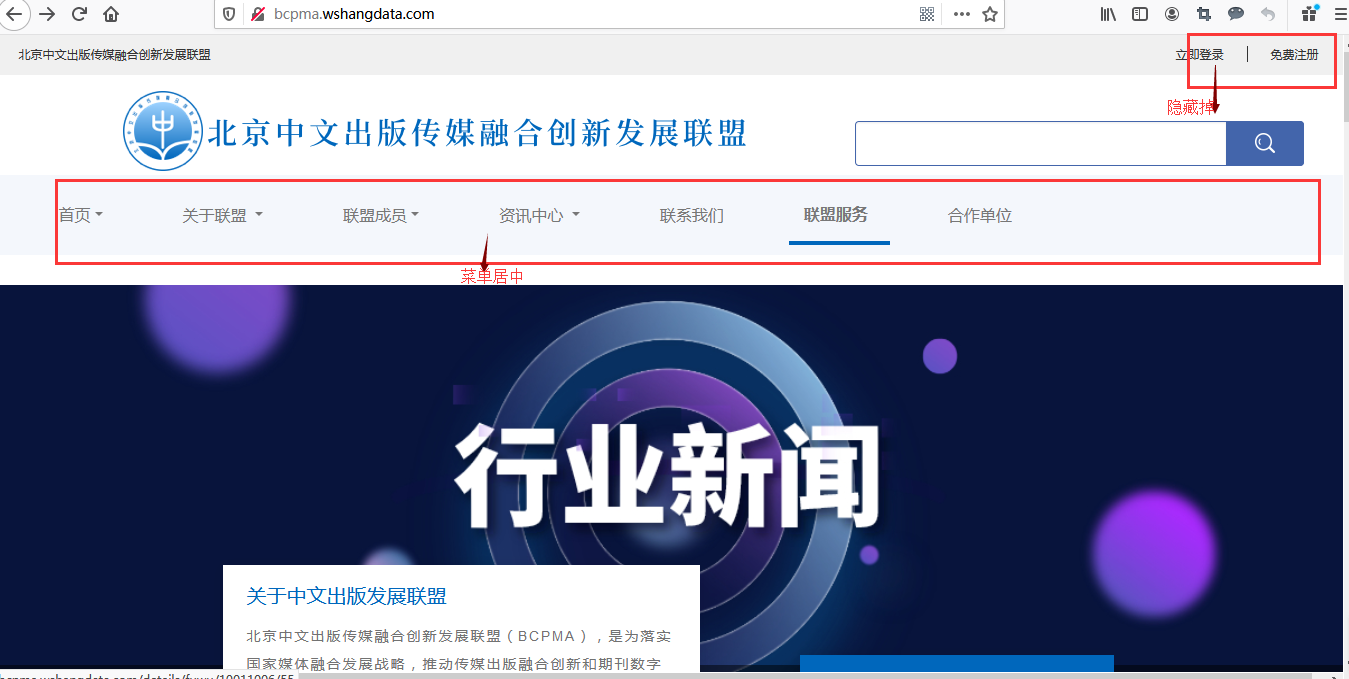 bcpma.wshangdata.com
北京中文出版传媒融合创新发展联盟
立即登录 | 免费注册
隐藏掉
北京中文出版传媒融合创新发展联盟
首页 关于联盟 联盟成员 资讯中心 联系我们 联盟服务 合作单位
菜单居中
行业新闻
关于中文出版发展联盟
北京中文出版传媒融合创新发展联盟（BCPMA），是为落实
国家媒体融合发展战略，推动传媒出版融合创新和期刊数字